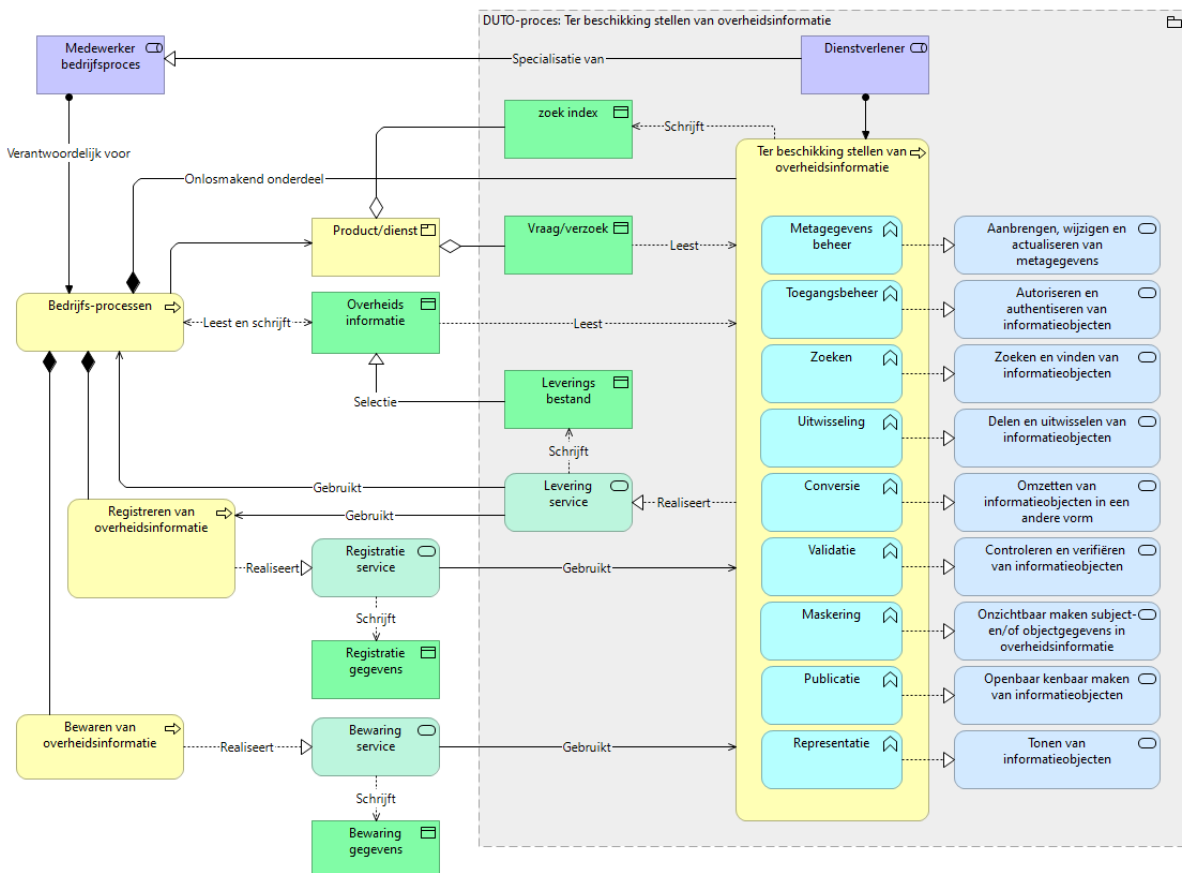 DUTO-proces: Ter beschikking stellen van overheidsinformatie
Medewerker
bedrijfsproces
Specialisatie van
Dienstverlener
zoek index
Schrijft
Verantwoordelijk voor
Ter beschikking stellen van
overheidsinformatie
Onlosmakend onderdeel
Product/dienst
Vraag/verzoek
Leest
Metagegevens
beheer
Aanbrengen, wijzigen en
actualiseren van
metagegevens
Bedrijfs-processen
Leest en schrijft
Overheids
informatie
Leest
Toegangsbeheer
Autoriseren en
authentiseren van
informatieobjecten
Zoeken
Zoeken en vinden van
informatieobjecten
Selectie
Leverings
bestand
Uitwisseling
Delen en uitwisselen van
informatieobjecten
Schrijft
Gebruikt
Levering
service
Realiseert
Conversie
Omzetten van
informatieobjecten in een
andere vorm
Registreren van
overheidsinformatie
Gebruikt
Realiseert
Registratie
service
Gebruikt
Validatie
Controleren en verifiëren
van informatieobjecten
Schrijft
Maskering
Onzichtbaar maken subject-
en/of objectgegevens in
overheidsinformatie
Registratie
gegevens
Publicatie
Openbaar kenbaar maken
van informatieobjecten
Bewaren van
overheidsinformatie
Realiseert
Bewaring
service
Gebruikt
Representatie
Tonen van
informatieobjecten
Schrijft
Bewaring
gegevens